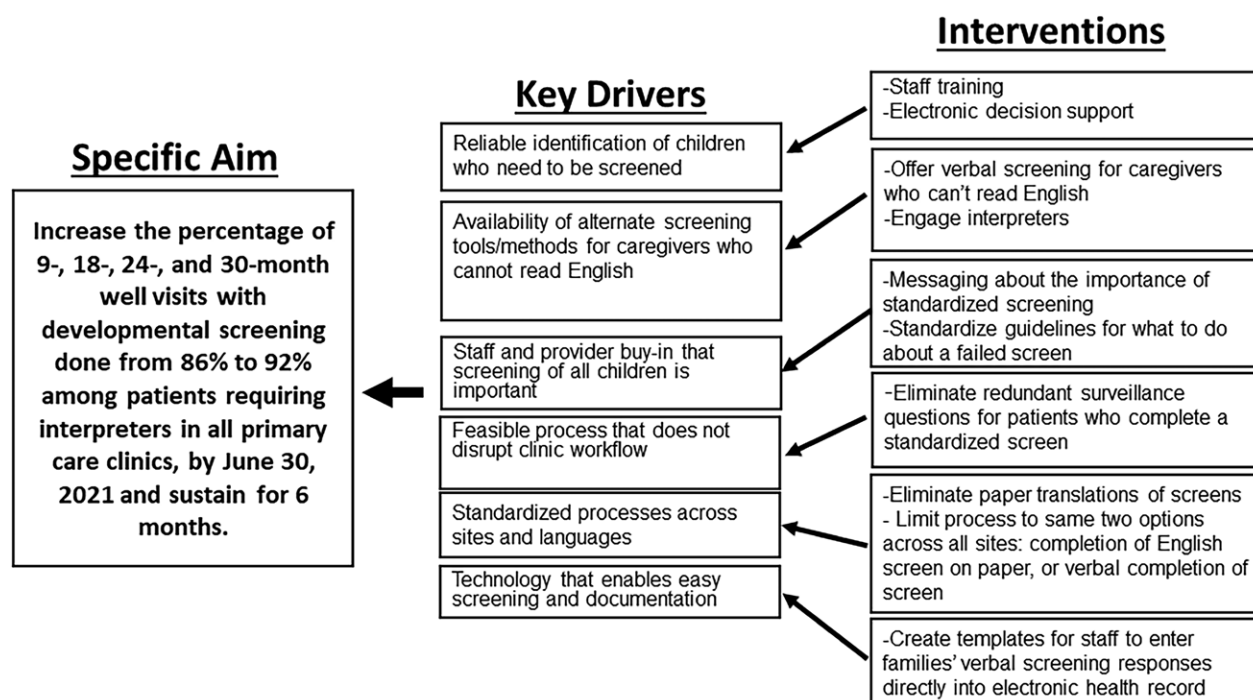 Specific Aim
Increase the percentage of
9-, 18-, 24-, and 30-month
well visits with
developmental screening
done from 86% to 92%
among patients requiring
interpreters in all primary
care clinics, by June 30,
2021 and sustain for 6
months.
Key Drivers
Reliable identification of children
who need to be screened
Availability of alternate screening
tools/methods for caregivers who
cannot read English
Staff and provider buy-in that
screening of all children is
important
Feasible process that does not
disrupt clinic workflow
Standardized processes across
sites and languages
Technology that enables easy
screening and documentation
Interventions
-Staff training
-Electronic decision support
-Offer verbal screening for caregivers
who can't read English
-Engage interpreters
-Messaging about the importance of
standardized screening
-Standardize guidelines for what to do
about a failed screen
-Eliminate redundant surveillance
questions for patients who complete a
standardized screen
-Eliminate paper translations of screens
- Limit process to same two options
across all sites: completion of English
screen on paper, or verbal completion of
screen
-Create templates for staff to enter
families' verbal screening responses
directly into electronic health record